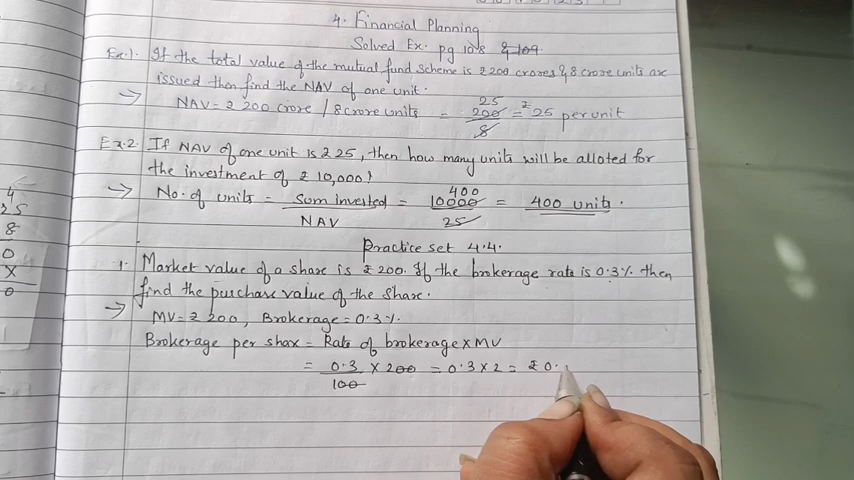 4. Financial Planning
Solved Ex. pg 108 & 109
Ex.1. If the total value of the mutual fund scheme is ₹ 200 crores & 8 crore units are
issued then find the NAV of one unit.
→ NAV = ₹ 200 crore / 8 crore units = 200/8 25 = ₹ 25 per unit
Ex.2. If NAV of one unit is ₹ 25, then how many units will be alloted for
the investment of ₹ 10,000?
→ No. of units = Sum invested / NAV = 10000/25 400 = 400 units.
Practice set 4.4.
1. Market value of a share is ₹ 200. If the brokerage rate is 0.3% then
find the purchase value of the share.
→ MV = ₹ 200, Brokerage = 0.3%.
Brokerage per share = Rate of brokerage × MV
= 0.3/100 × 200 = 0.3 × 2 = ₹ 0.
4
25
8
0
X
0